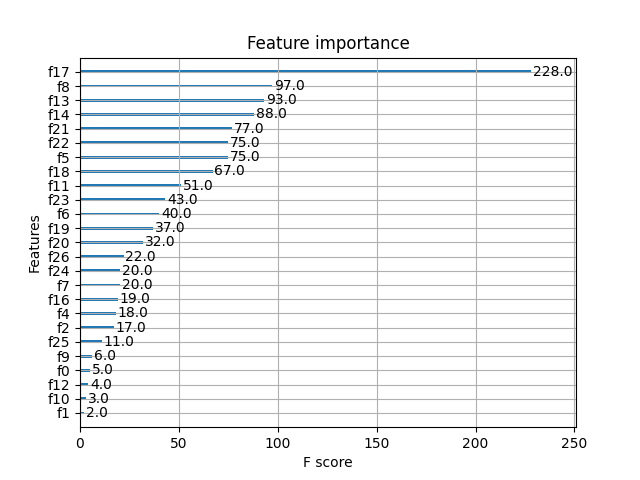 Feature importance
f17 228.0
f8 97.0
f13 93.0
f14 88.0
f21 77.0
f22 75.0
f5 75.0
f18 67.0
f11 51.0
f23 43.0
f6 40.0
f19 37.0
f20 32.0
f26 22.0
f24 20.0
f7 20.0
f16 19.0
f4 18.0
f2 17.0
f25 11.0
f9 6.0
f0 5.0
f12 4.0
f10 3.0
f1 2.0
Features
0 50 100 150 200 250
F score